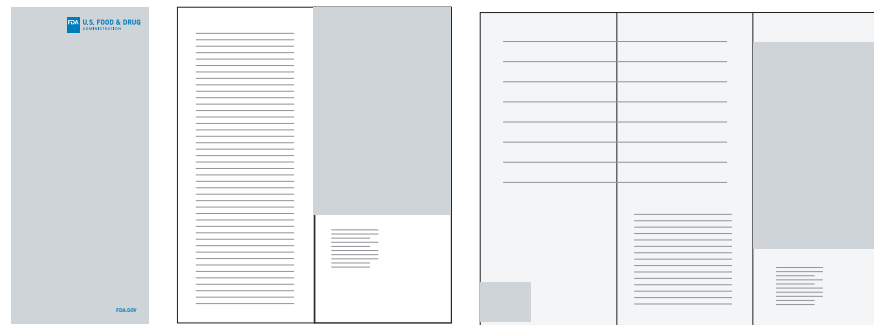 FDA U.S. FOOD & DRUG
ADMINISTRATION
FDA.GOV